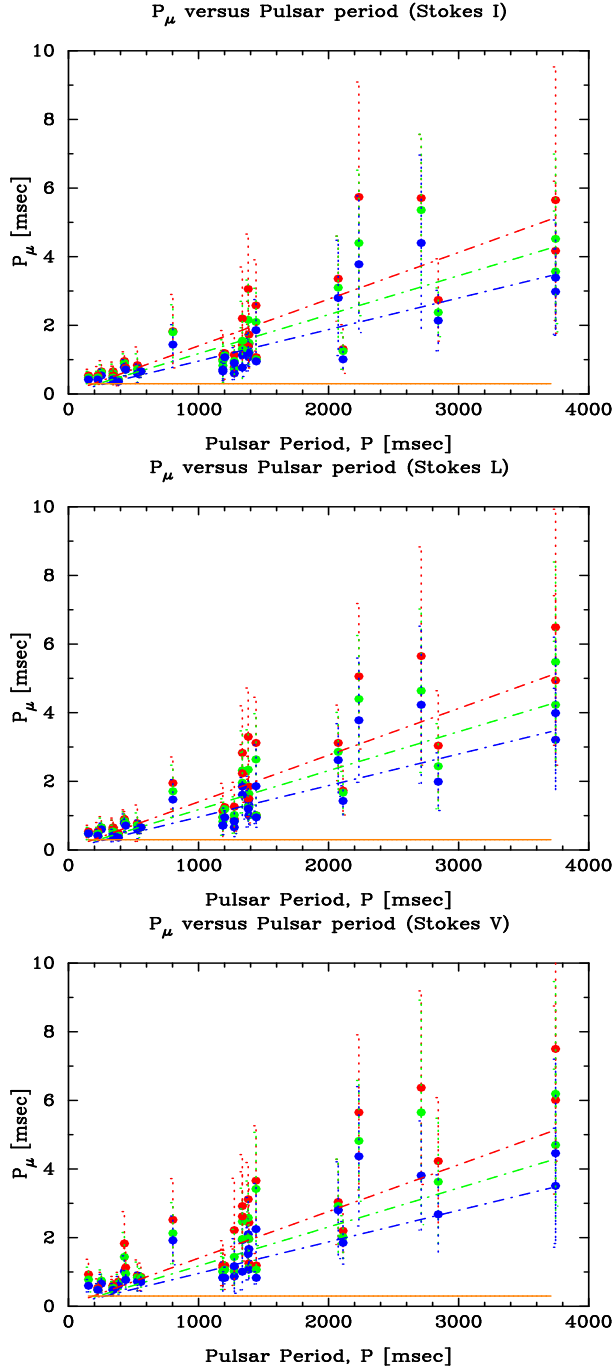 P_μ versus Pulsar period (Stokes I)
10
8
6
4
2
0
P_μ [msec]
0 1000 2000 3000 4000
Pulsar Period, P [msec]
P_μ versus Pulsar period (Stokes L)
10
8
6
4
2
0
P_μ [msec]
0 1000 2000 3000 4000
Pulsar Period, P [msec]
P_μ versus Pulsar period (Stokes V)
10
8
6
4
2
0
P_μ [msec]
0 1000 2000 3000 4000
Pulsar Period, P [msec]